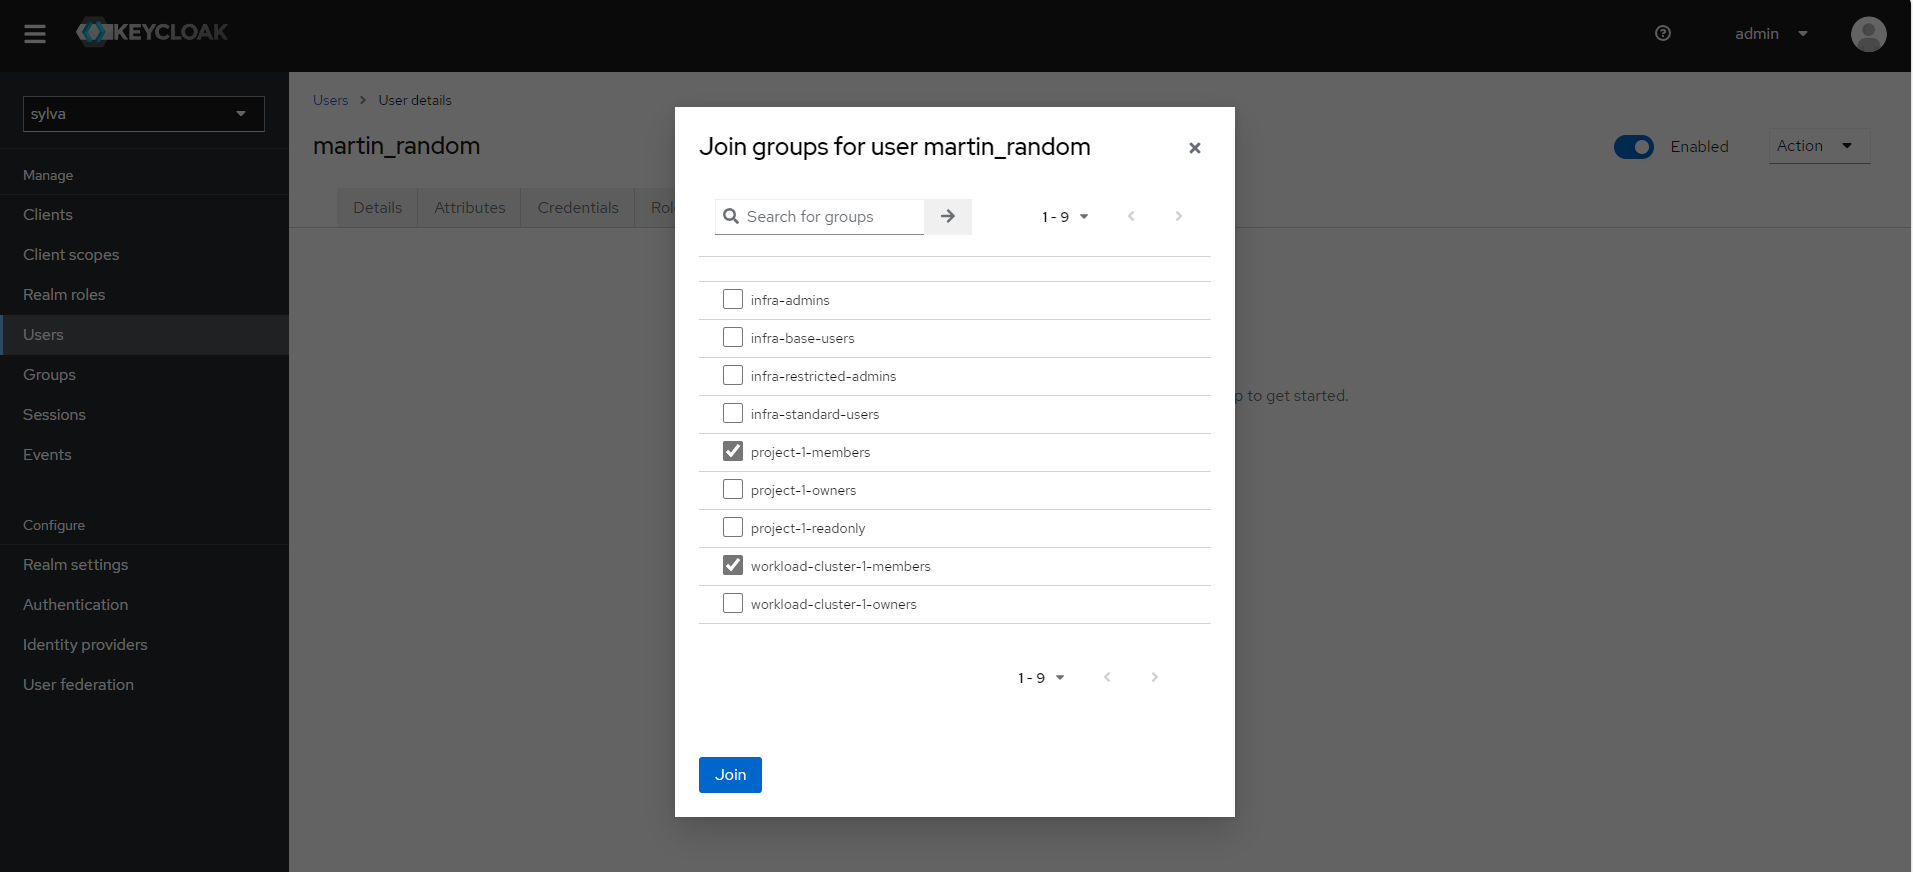 KEYCLOAK
admin
sylva
Manage
Clients
Client scopes
Realm roles
Users
Groups
Sessions
Events
Configure
Realm settings
Authentication
Identity providers
User federation
Users > User details
martin_random
Enabled
Action
Details
Attributes
Credentials
p to get started.
Join groups for user martin_random
Search for groups
1 - 9
infra-admins
infra-base-users
infra-restricted-admins
infra-standard-users
project-1-members
project-1-owners
project-1-readonly
workload-cluster-1-members
workload-cluster-1-owners
1 - 9
Join